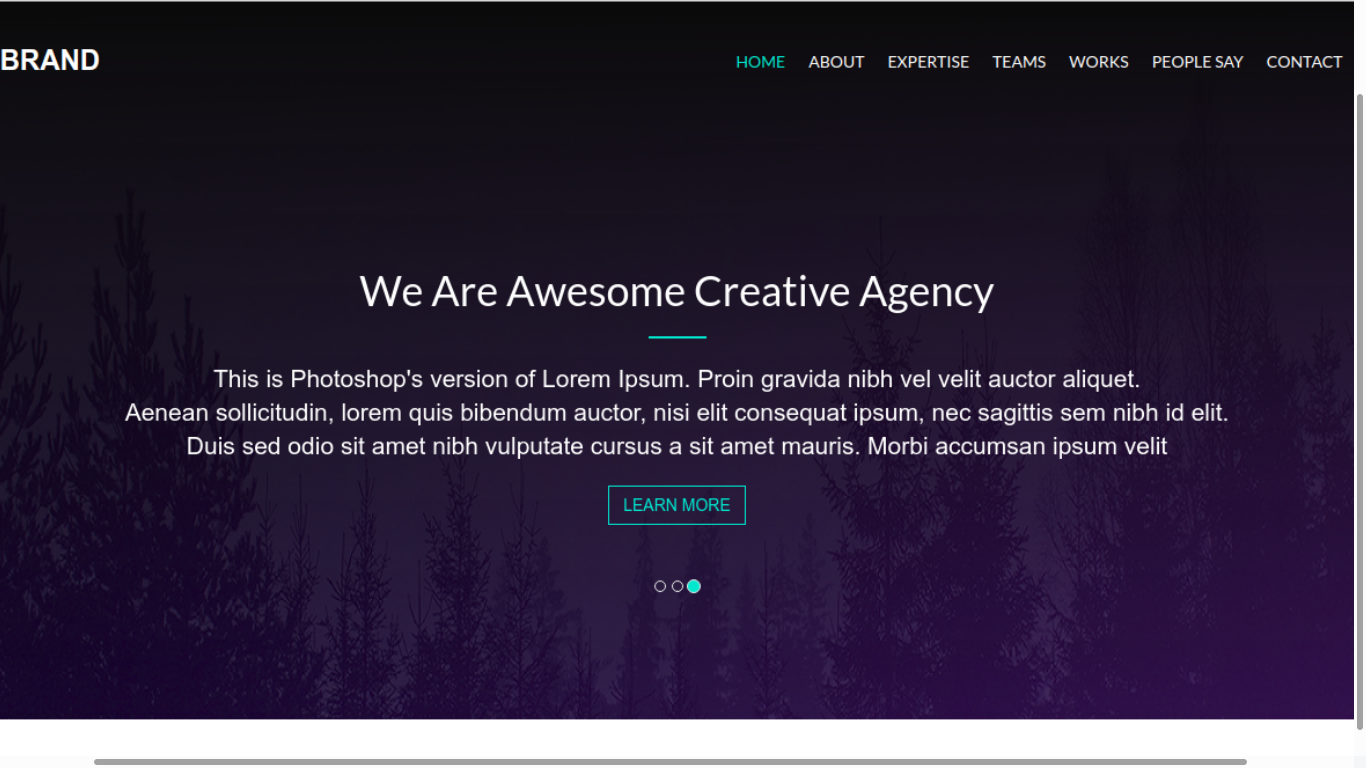 BRAND
HOME ABOUT EXPERTISE TEAMS WORKS PEOPLE SAY CONTACT
We Are Awesome Creative Agency
This is Photoshop's version of Lorem Ipsum. Proin gravida nibh vel velit auctor aliquet.
Aenean sollicitudin, lorem quis bibendum auctor, nisi elit consequat ipsum, nec sagittis sem nibh id elit.
Duis sed odio sit amet nibh vulputate cursus a sit amet mauris. Morbi accumsan ipsum velit
LEARN MORE